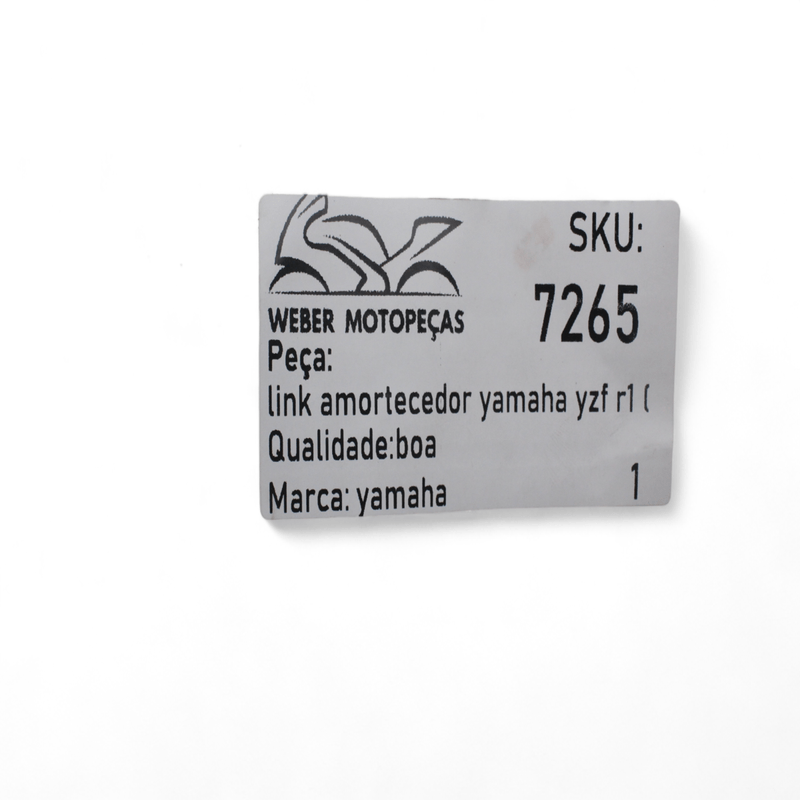 SKU:
7265
WEBER MOTOPEÇAS
Peça:
link amortecedor yamaha yzf r1 (
Qualidade:boa
Marca: yamaha
1